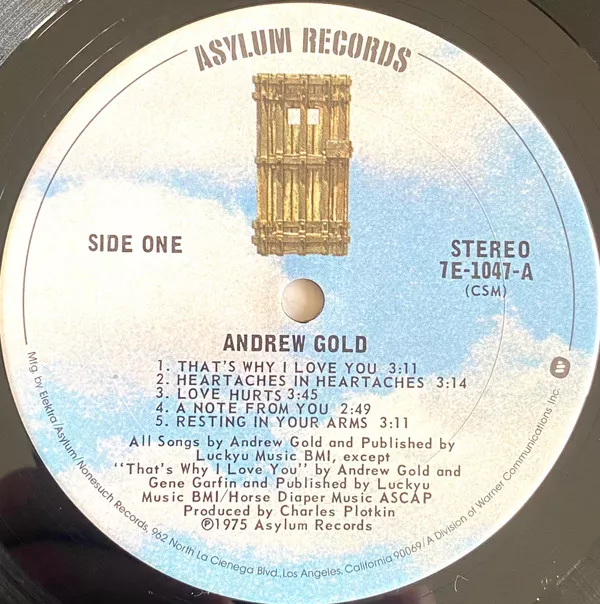 ASYLUM RECORDS
SIDE ONE
STEREO
7E-1047-A
(CSM)
ANDREW GOLD
1. THAT'S WHY I LOVE YOU 3:11
2. HEARTACHES IN HEARTACHES 3:14
3. LOVE HURTS 3:45
4. A NOTE FROM YOU 2:49
5. RESTING IN YOUR ARMS 3:11
All Songs by Andrew Gold and Published by
Luckyu Music BMI, except
"That's Why I Love You" by Andrew Gold and
Gene Garfin and Published by Luckyu
Music BMI/Horse Diaper Music ASCAP
Produced by Charles Plotkin
℗1975 Asylum Records
Mfg. by Elektra/Asylum/Nonesuch Records, 962 North La Cienega Blvd., Los Angeles, California 90069/A Division of Warner Communications Inc.